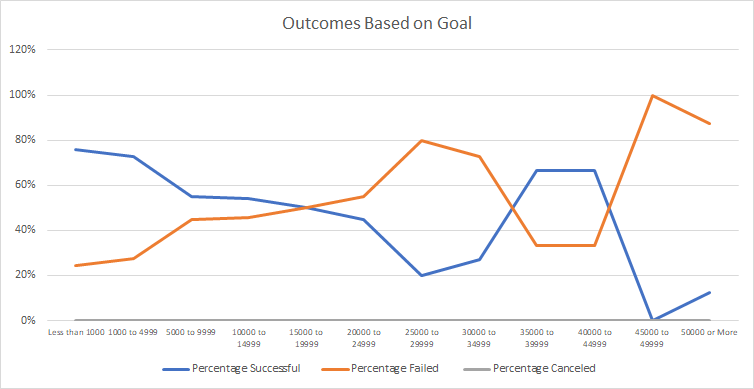 Outcomes Based on Goal
120%
100%
80%
60%
40%
20%
0%
Less than 1000 1000 to 4999 5000 to 9999 10000 to 15000 to 20000 to 25000 to 30000 to 35000 to 40000 to 45000 to 50000 or More
14999 19999 24999 29999 34999 39999 44999 49999
Percentage Successful Percentage Failed Percentage Canceled